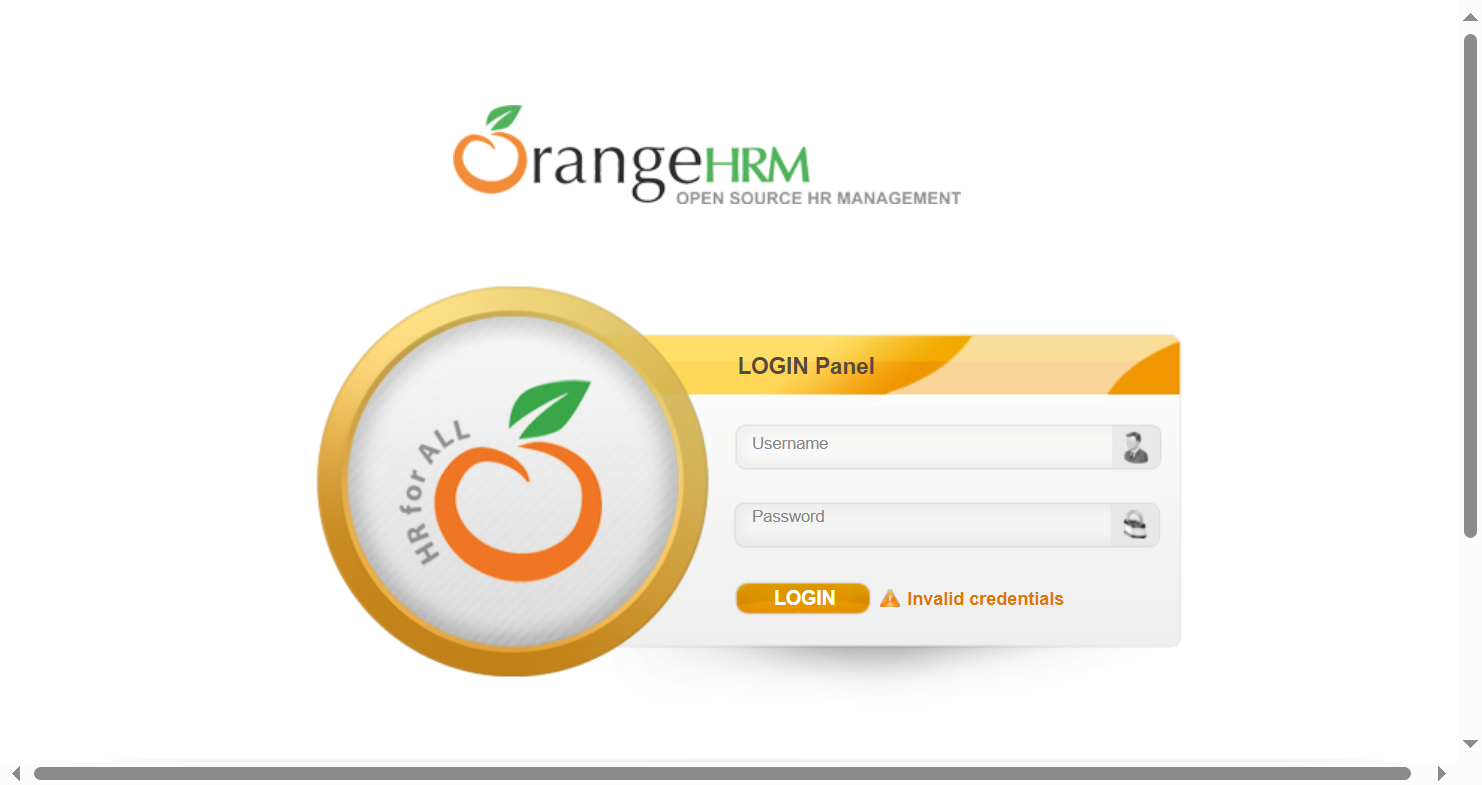 OrangeHRM
OPEN SOURCE HR MANAGEMENT
HR for ALL
LOGIN Panel
Username
Password
LOGIN
Invalid credentials